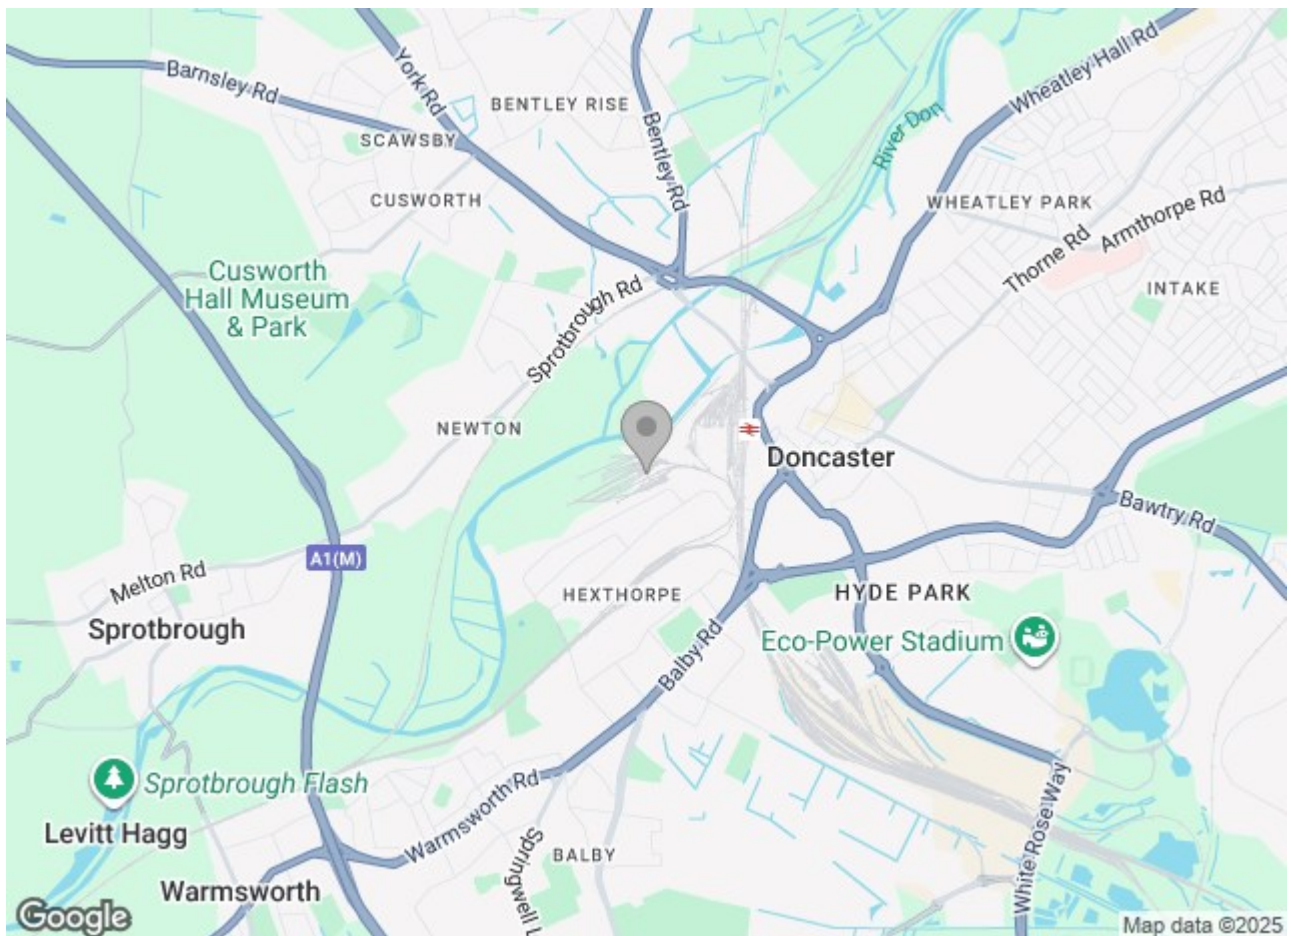 Barnsley Rd
York Rd
BENTLEY RISE
Bentley Rd
Wheatley Hall Rd
River Don
SCAWSBY
CUSWORTH
WHEATLEY PARK
Armthorpe Rd
Thorne Rd
INTAKE
Cusworth
Hall Museum
& Park
Sprotbrough Rd
NEWTON
Doncaster
Bawtry Rd
A1(M)
Melton Rd
HEXTHORPE
HYDE PARK
Sprotbrough
Balby Rd
Eco-Power Stadium
Sprotbrough Flash
Levitt Hagg
Warmsworth Rd
Springwell L
BALBY
White Rose Way
Warmsworth
Google
Map data ©2025